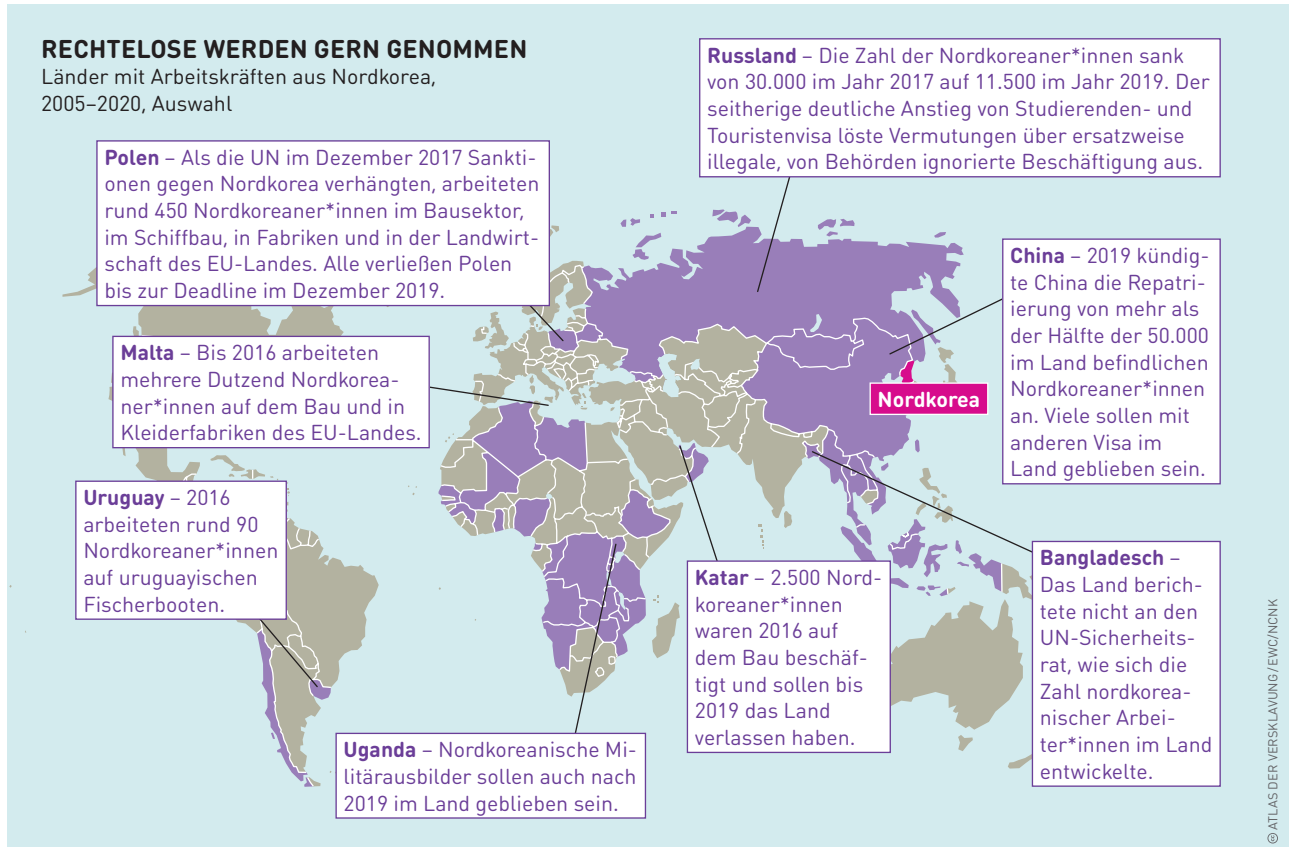 RECHTELOSE WERDEN GERN GENOMMEN
Länder mit Arbeitskräften aus Nordkorea,
2005–2020, Auswahl
Russland – Die Zahl der Nordkoreaner*innen sank
von 30.000 im Jahr 2017 auf 11.500 im Jahr 2019. Der
seitherige deutliche Anstieg von Studierenden- und
Touristenvisa löste Vermutungen über ersatzweise
illegale, von Behörden ignorierte Beschäftigung aus.
Polen – Als die UN im Dezember 2017 Sankti-
onen gegen Nordkorea verhängten, arbeiteten
rund 450 Nordkoreaner*innen im Bausektor,
im Schiffbau, in Fabriken und in der Landwirt-
schaft des EU-Landes. Alle verließen Polen
bis zur Deadline im Dezember 2019.
China – 2019 kündig-
te China die Repatri-
ierung von mehr als
der Hälfte der 50.000
im Land befindlichen
Nordkoreaner*innen
an. Viele sollen mit
anderen Visa im
Land geblieben sein.
Malta – Bis 2016 arbeiteten
mehrere Dutzend Nordkorea-
ner*innen auf dem Bau und in
Kleiderfabriken des EU-Landes.
Nordkorea
Uruguay – 2016
arbeiteten rund 90
Nordkoreaner*innen
auf uruguayischen
Fischerbooten.
Katar – 2.500 Nord-
koreaner*innen
waren 2016 auf
dem Bau beschäf-
tigt und sollen bis
2019 das Land
verlassen haben.
Bangladesch –
Das Land berich-
tete nicht an den
UN-Sicherheits-
rat, wie sich die
Zahl nordkorea-
nischer Arbei-
ter*innen im Land
entwickelte.
Uganda – Nordkoreanische Mi-
litärausbilder sollen auch nach
2019 im Land geblieben sein.
© ATLAS DER VERSKLAVUNG/EWC/NCNK